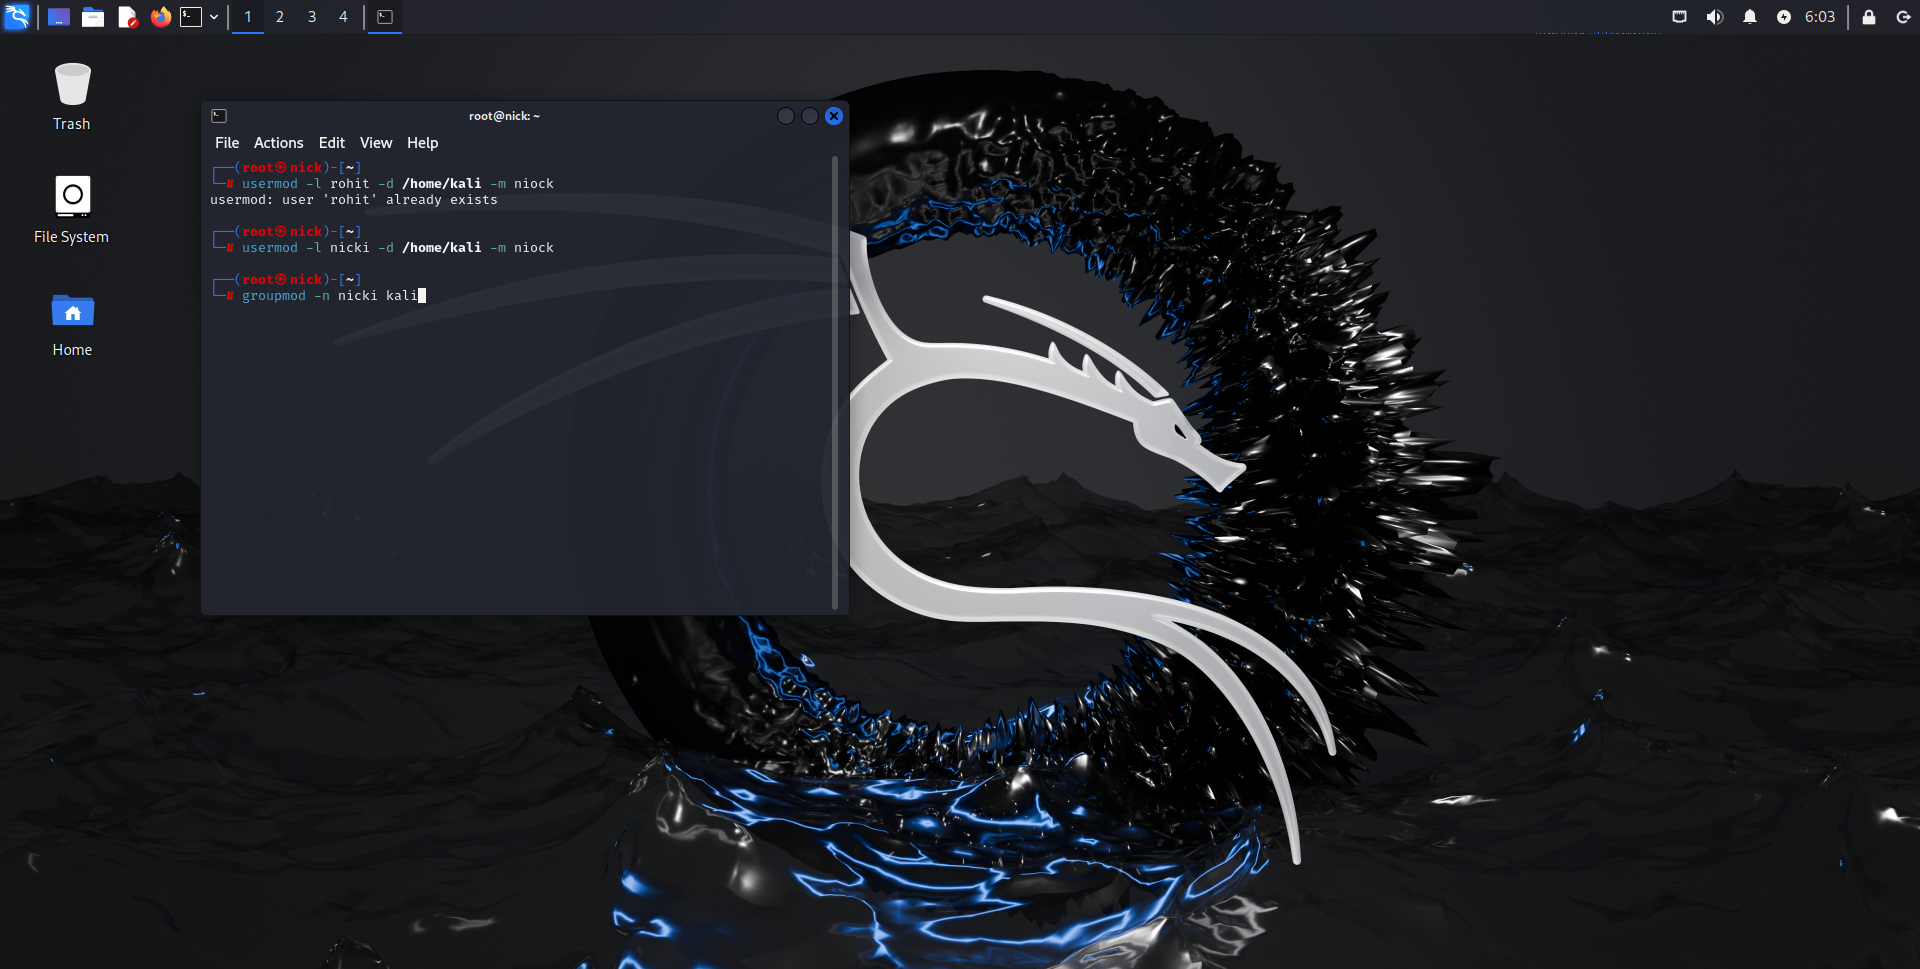 1 2 3 4
6:03
Trash
File System
Home
root@nick: ~
File Actions Edit View Help
┌──(root㉿nick)-[~]
└─# usermod -l rohit -d /home/kali -m niock
usermod: user 'rohit' already exists
┌──(root㉿nick)-[~]
└─# usermod -l nicki -d /home/kali -m niock
┌──(root㉿nick)-[~]
└─# groupmod -n nicki kali